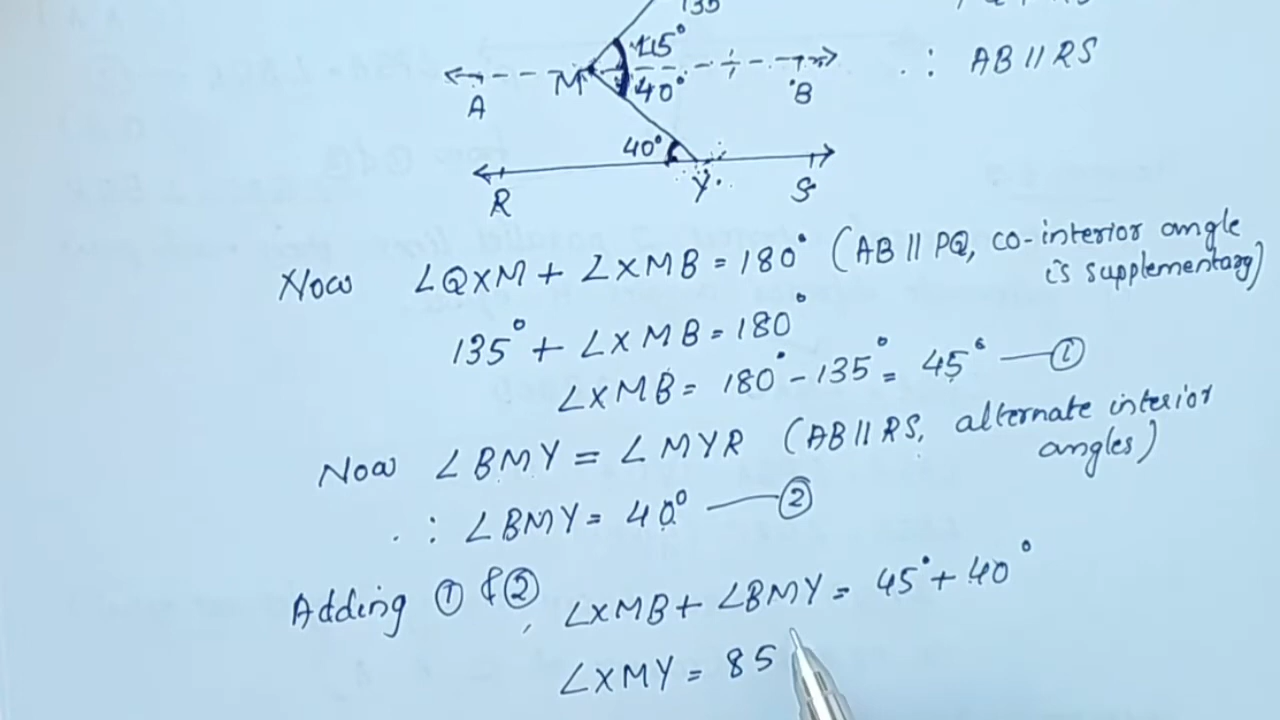 135
45°
∴ AB || RS
M
40°
A
B
40°
R
Y
S
Now ∠QXM + ∠XMB = 180° (AB || PQ, co-interior angle
is supplementary)
135° + ∠XMB = 180°
∠XMB = 180° - 135° = 45° — ①
Now ∠BMY = ∠MYR (AB || RS, alternate interior
angles)
∴ ∠BMY = 40° — ②
Adding ① & ②, ∠XMB + ∠BMY = 45° + 40°
∠XMY = 85